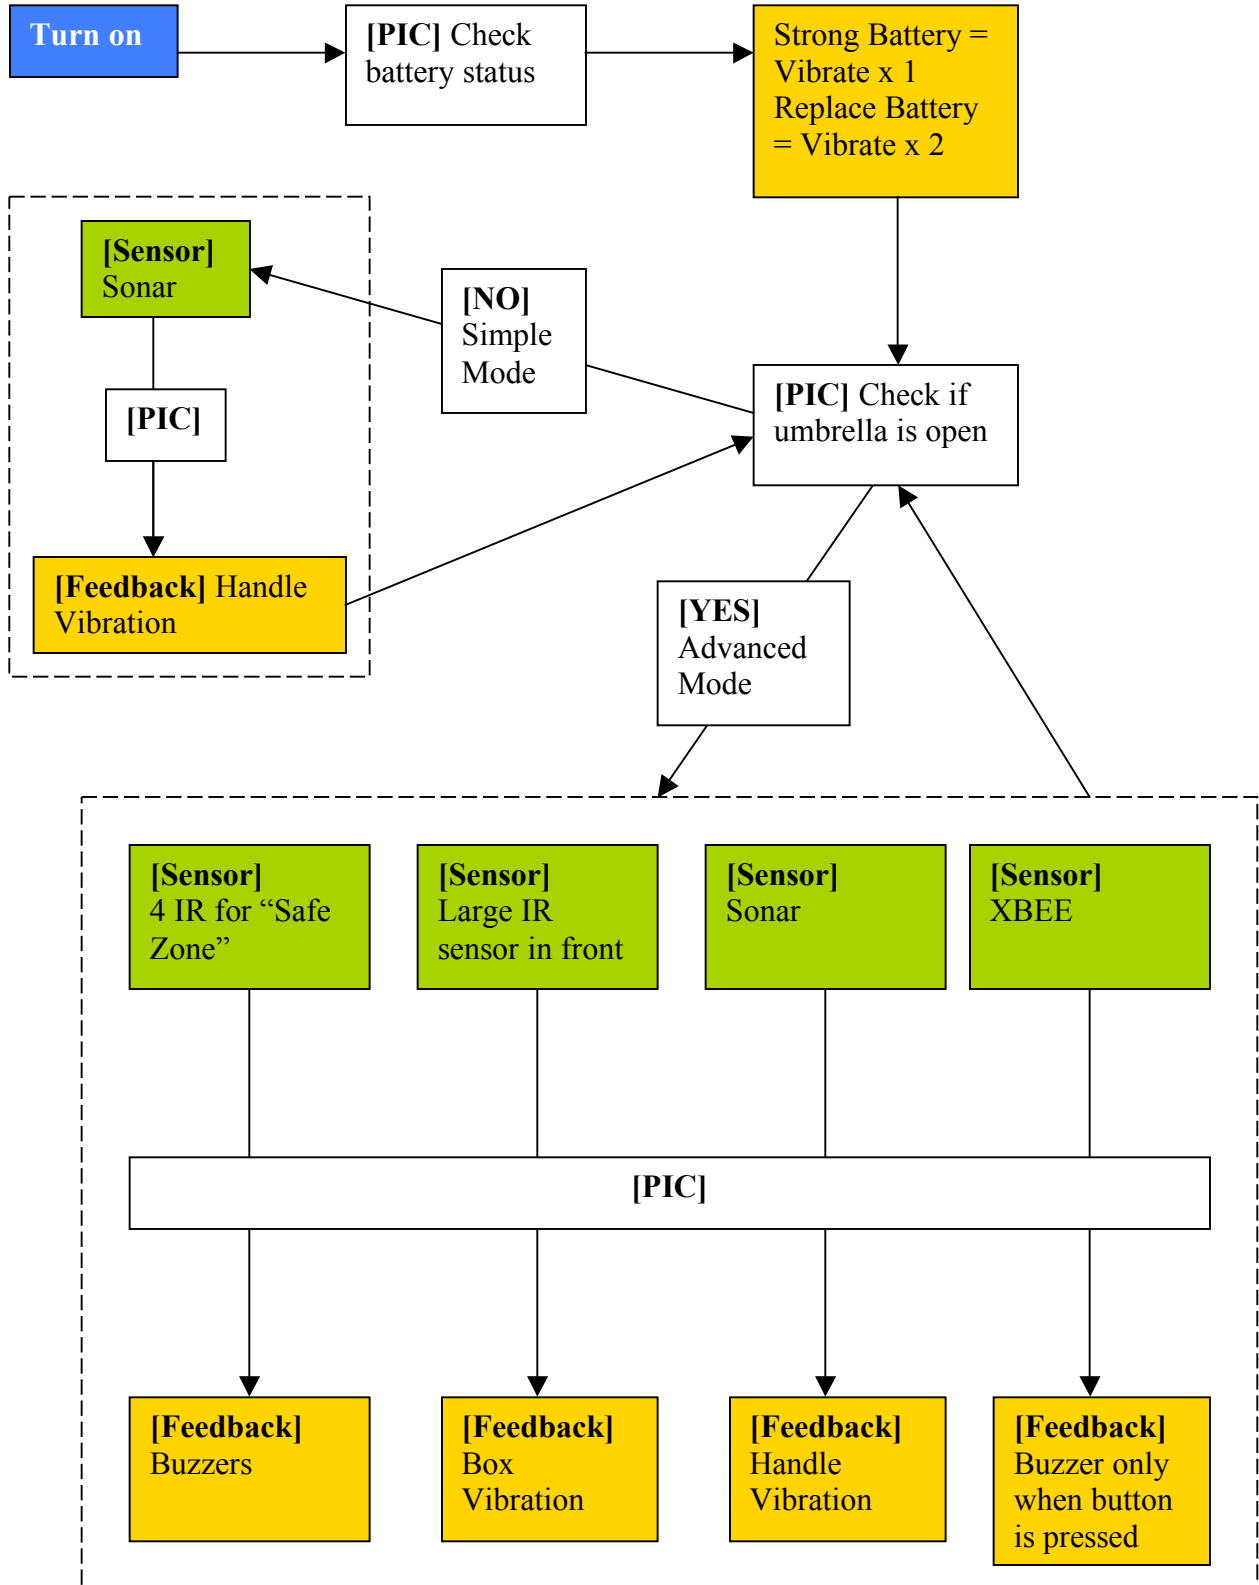 Turn on
[PIC] Check
battery status
Strong Battery =
Vibrate x 1
Replace Battery
= Vibrate x 2
[Sensor]
Sonar
[NO]
Simple
Mode
[PIC] Check if
umbrella is open
[PIC]
[Feedback] Handle
Vibration
[YES]
Advanced
Mode
[Sensor]
4 IR for “Safe
Zone”
[Sensor]
Large IR
sensor in front
[Sensor]
Sonar
[Sensor]
XBEE
[PIC]
[Feedback]
Buzzers
[Feedback]
Box
Vibration
[Feedback]
Handle
Vibration
[Feedback]
Buzzer only
when button
is pressed